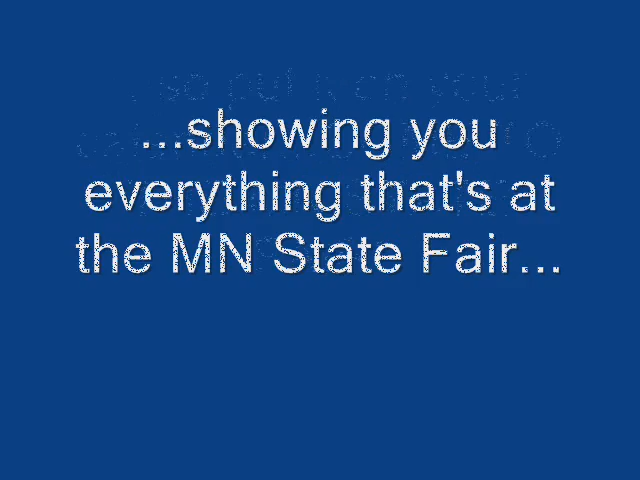 ...showing you
everything that's at
the MN State Fair...